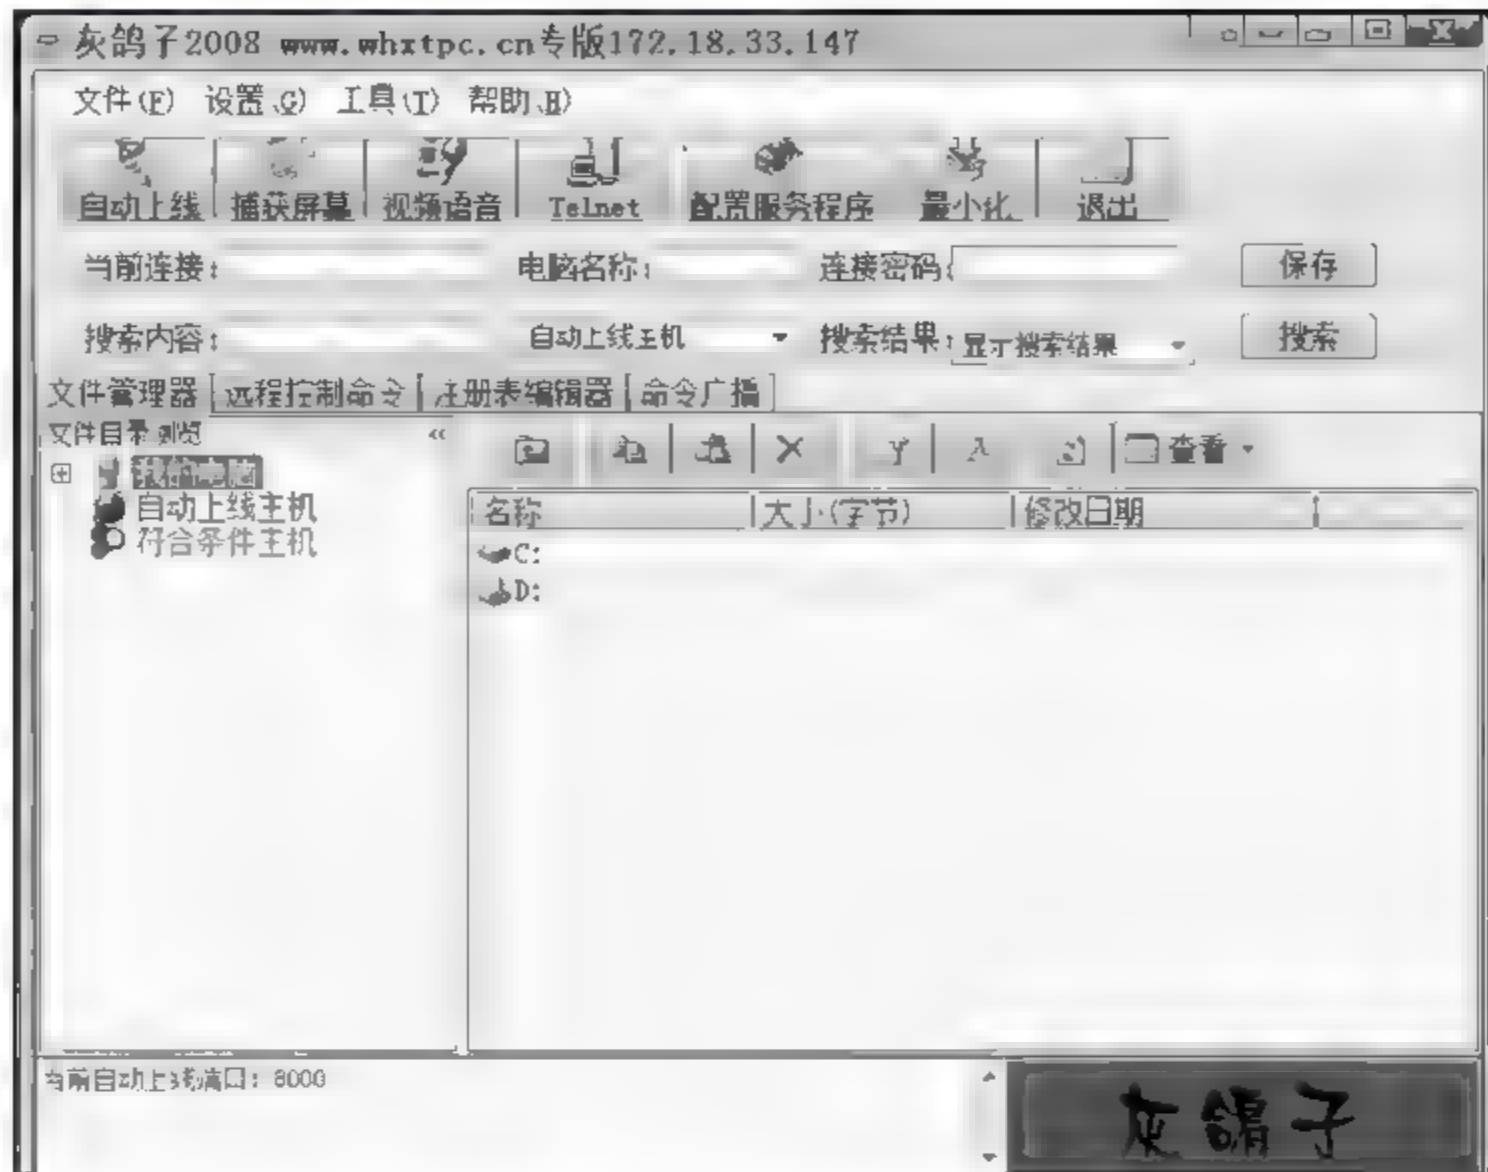 灰鸽子2008 www.whxtpc.cn专版172.18.33.147
文件(F) 设置(G) 工具(T) 帮助(H)
自动上线 捕获屏幕 视频语音 Telnet 配置服务程序 最小化 退出
当前连接: 电脑名称: 连接密码: 保存
搜索内容: 自动上线主机 搜索结果: 显示搜索结果 搜索
文件管理器 远程控制命令 注册表编辑器 命令广播
文件目录浏览 « 查看
我的电脑
自动上线主机
符合条件主机
名称 大小(字节) 修改日期
C:
D:
当前自动上线端口: 8000
灰鸽子